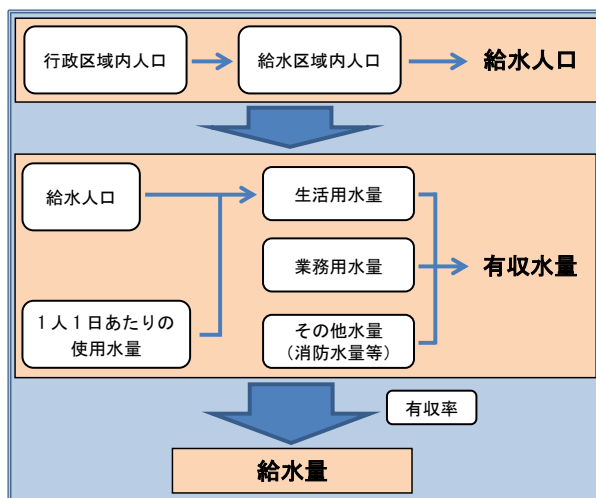 行政区域内人口
給水区域内人口
給水人口
給水人口
生活用水量
業務用水量
有収水量
1人1日あたりの
使用水量
その他水量
(消防水量等)
有収率
給水量